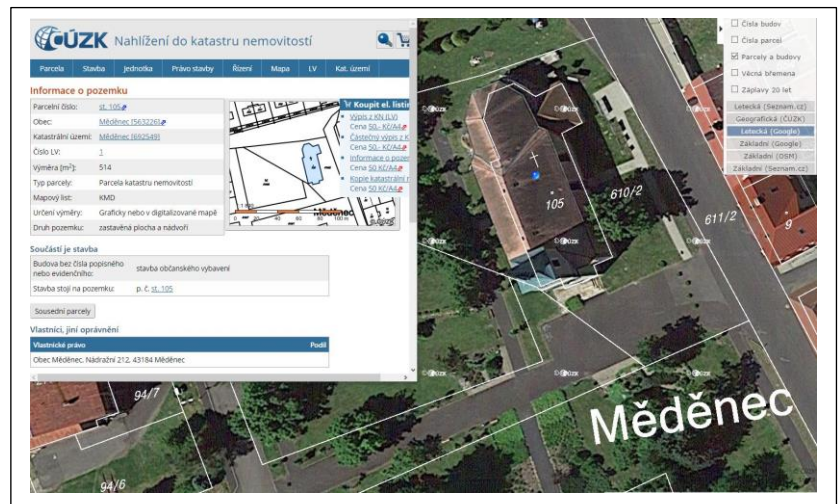 ČÚZK Nahlížení do katastru nemovitostí
Parcela Stavba Jednotka Právo stavby Řízení Mapa LV Kat. území
Informace o pozemku
Parcelní číslo: st. 105
Obec: Měděnec [563226]
Katastrální území: Měděnec [692549]
Číslo LV: 1
Výměra [m²]: 514
Typ parcely: Parcela katastru nemovitostí
Mapový list: KMD
Určení výměry: Graficky nebo v digitalizované mapě
Druh pozemku: zastavěná plocha a nádvoří
Koupit el. listin
Výpis z KN (LV)
Cena 50,- Kč/A4
Částečný výpis z K
Cena 50,- Kč/A4
Informace o pozem
Cena 50 Kč/A4
Kopie katastrální m
Cena 50 Kč/A4
Měděnec
0 20 40 60 80 100 m
Součástí je stavba
Budova bez čísla popisného
nebo evidenčního: stavba občanského vybavení
Stavba stojí na pozemku: p. č. st. 105
Sousední parcely
Vlastníci, jiní oprávnění
Vlastnické právo Podíl
Obec Měděnec, Nádražní 212, 43184 Měděnec
Čísla budov
Čísla parcel
Parcely a budovy
Věcná břemena
Záplavy 20 let
Letecká (Seznam.cz)
Geografická (ČÚZK)
Letecká (Google)
Základní (Google)
Základní (OSM)
Základní (Seznam.cz)
105
610/2
611/2
9
94/7
94/6
Měděnec